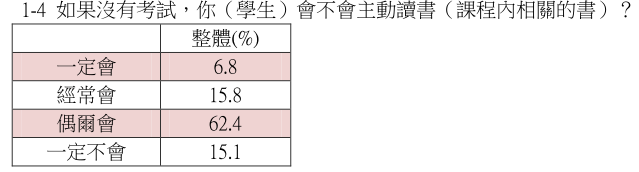 1-4 如果沒有考試，你（學生）會不會主動讀書（課程內相關的書）？
整體(%)
一定會 6.8
經常會 15.8
偶爾會 62.4
一定不會 15.1